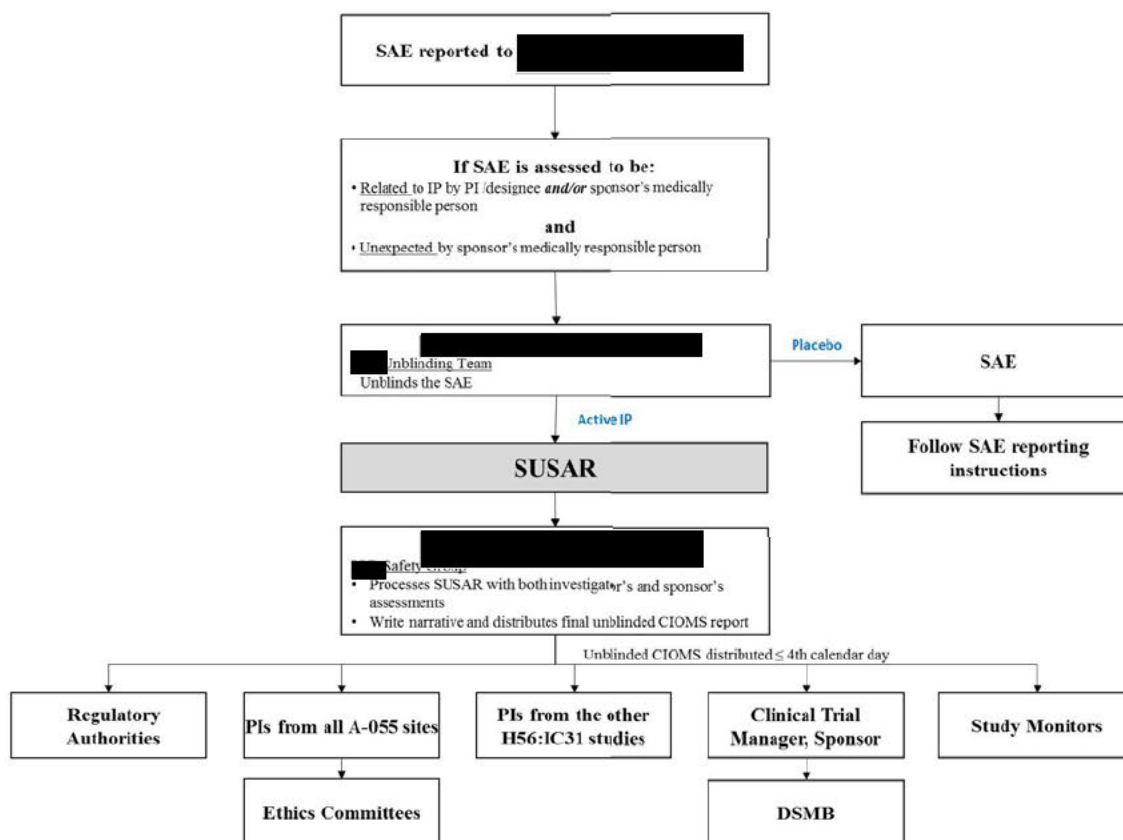 SAE reported to
If SAE is assessed to be:
• Related to IP by PI /designee and/or sponsor's medically
responsible person
and
• Unexpected by sponsor's medically responsible person
Unblinding Team
Unblinds the SAE
Placebo
SAE
Active IP
Follow SAE reporting
instructions
SUSAR
Safety Group
• Processes SUSAR with both investigator's and sponsor's
assessments
• Write narrative and distributes final unblinded CIOMS report
Unblinded CIOMS distributed ≤ 4th calendar day
Regulatory
Authorities
PIs from all A-055 sites
PIs from the other
H56:IC31 studies
Clinical Trial
Manager, Sponsor
Study Monitors
Ethics Committees
DSMB